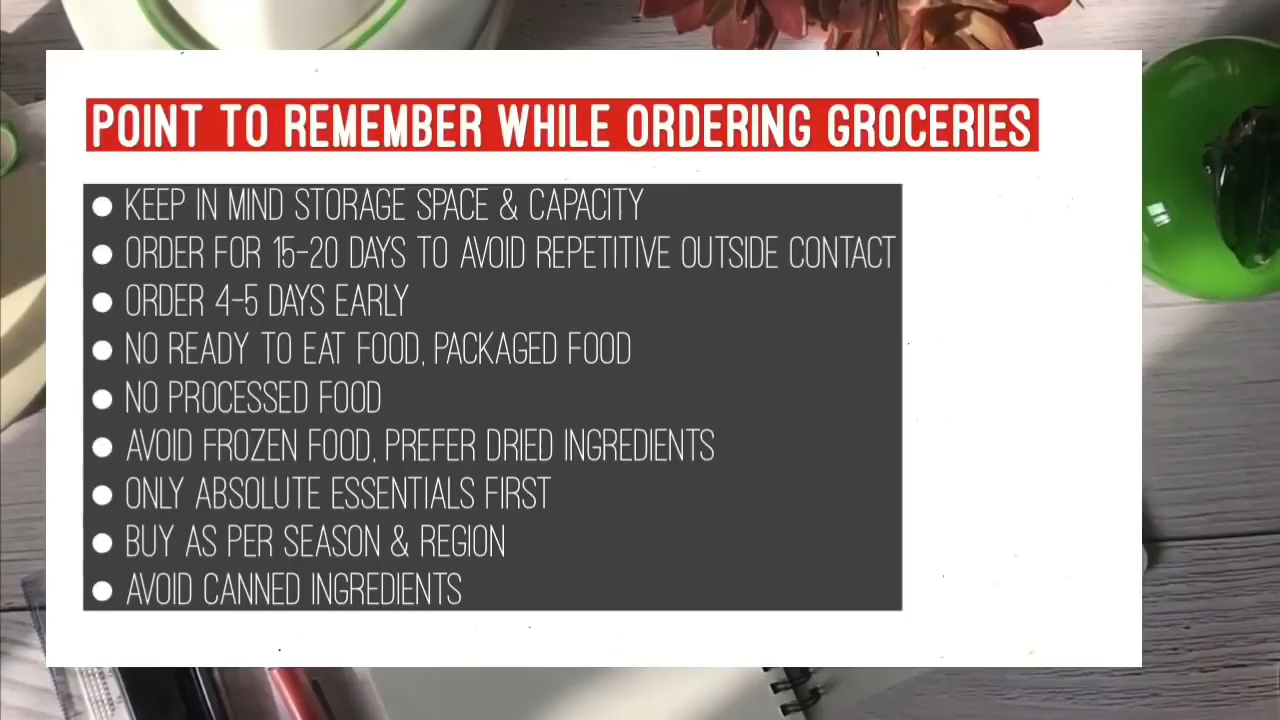 POINT TO REMEMBER WHILE ORDERING GROCERIES
● KEEP IN MIND STORAGE SPACE & CAPACITY
● ORDER FOR 15-20 DAYS TO AVOID REPETITIVE OUTSIDE CONTACT
● ORDER 4-5 DAYS EARLY
● NO READY TO EAT FOOD, PACKAGED FOOD
● NO PROCESSED FOOD
● AVOID FROZEN FOOD, PREFER DRIED INGREDIENTS
● ONLY ABSOLUTE ESSENTIALS FIRST
● BUY AS PER SEASON & REGION
● AVOID CANNED INGREDIENTS